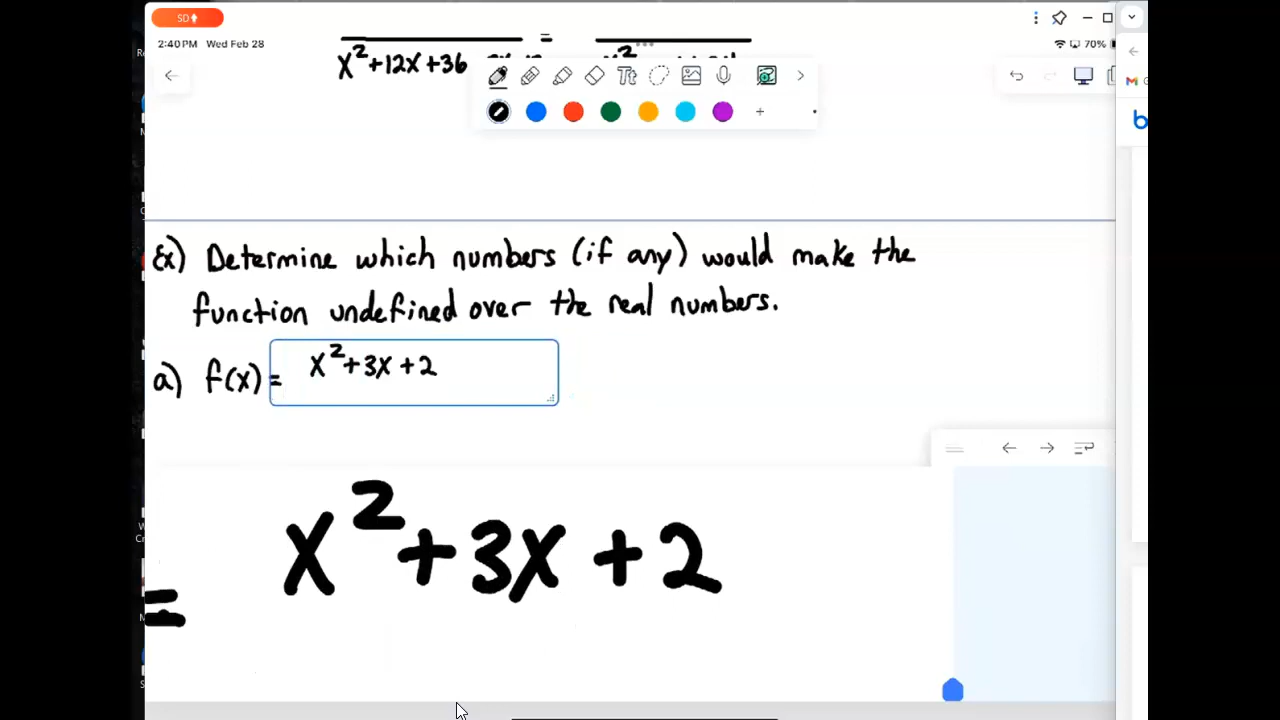 SD
2:40 PM Wed Feb 28
70%
=
x²+12x+36
Ex) Determine which numbers (if any) would make the
function undefined over the real numbers.
a) f(x)= x²+3x+2
= x²+3x+2